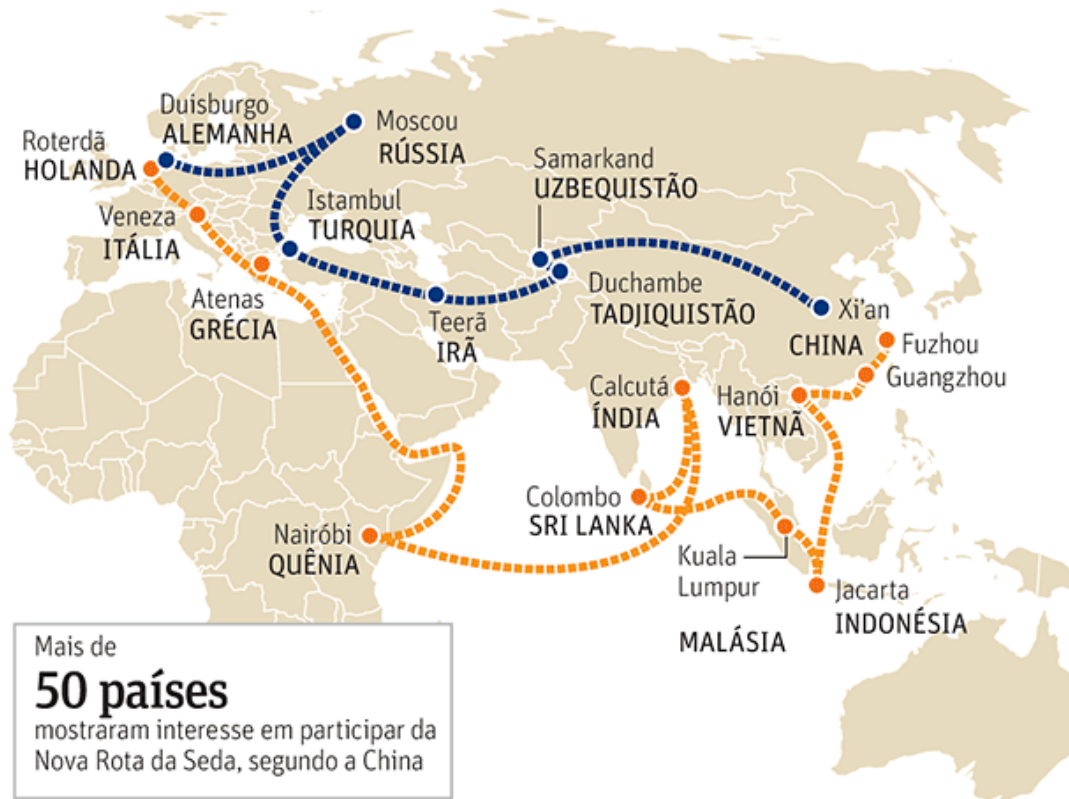 Duisburgo
ALEMANHA
Roterdã
HOLANDA
Moscou
RÚSSIA
Samarkand
UZBEQUISTÃO
Veneza
ITÁLIA
Istambul
TURQUIA
Atenas
GRÉCIA
Teerã
IRÃ
Duchambe
TADJIQUISTÃO
Xi’an
CHINA
Fuzhou
Guangzhou
Calcutá
ÍNDIA
Hanói
VIETNÃ
Colombo
SRI LANKA
Nairóbi
QUÊNIA
Kuala
Lumpur
MALÁSIA
Jacarta
INDONÉSIA
Mais de
50 países
mostraram interesse em participar da
Nova Rota da Seda, segundo a China